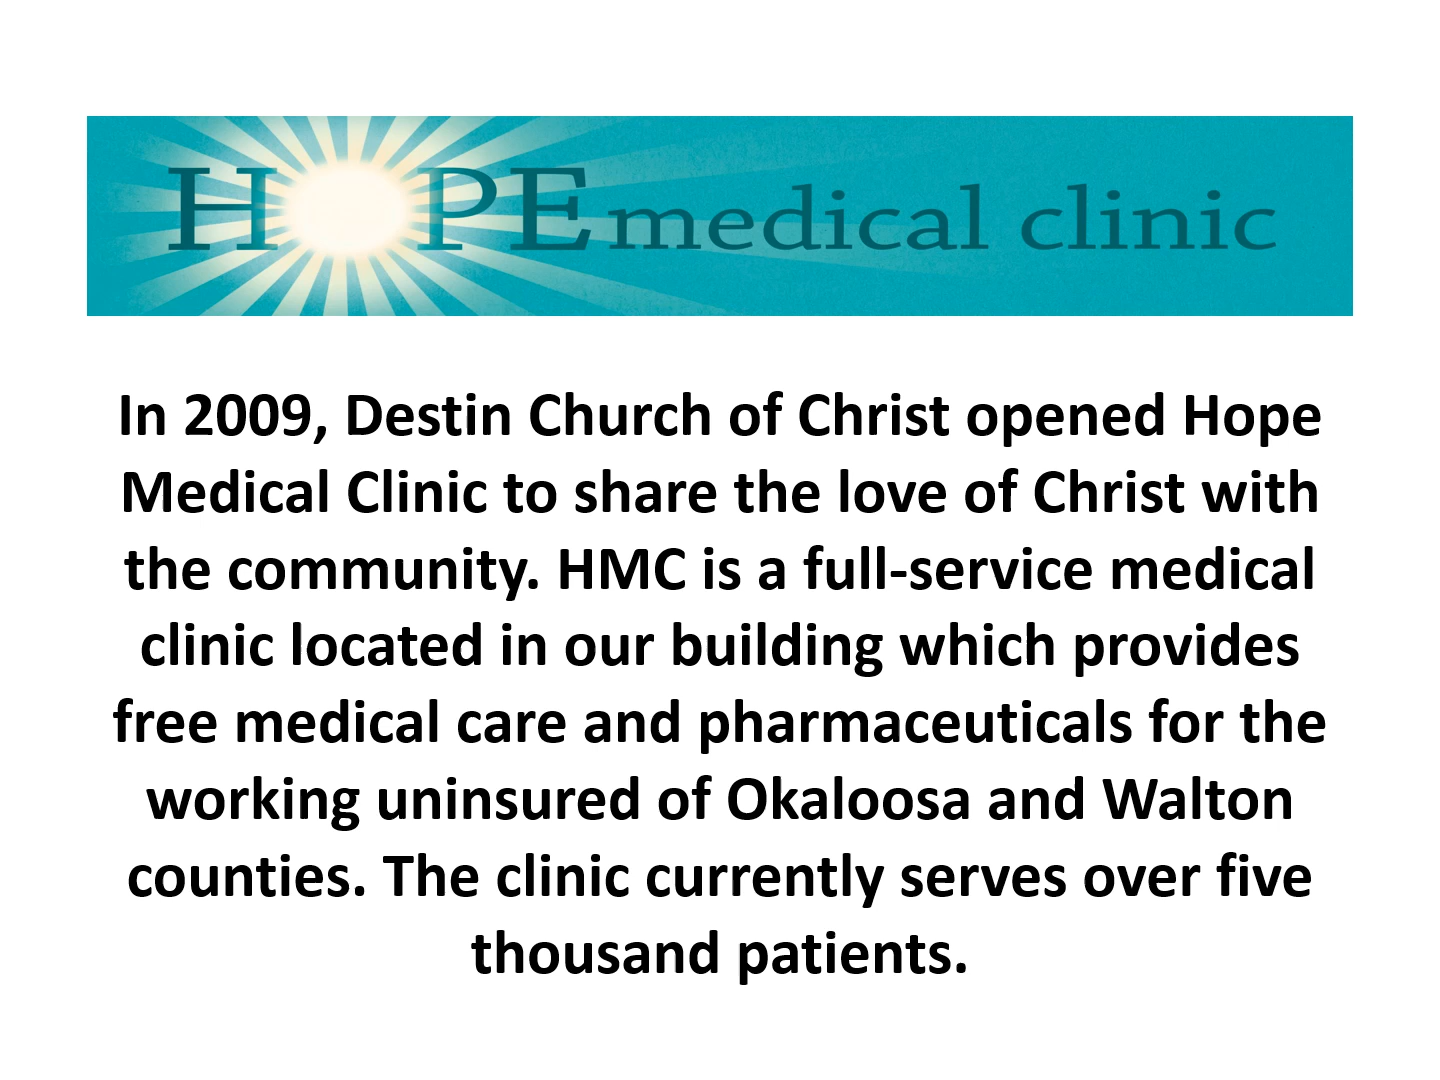 HOPE medical clinic
In 2009, Destin Church of Christ opened Hope
Medical Clinic to share the love of Christ with
the community. HMC is a full-service medical
clinic located in our building which provides
free medical care and pharmaceuticals for the
working uninsured of Okaloosa and Walton
counties. The clinic currently serves over five
thousand patients.